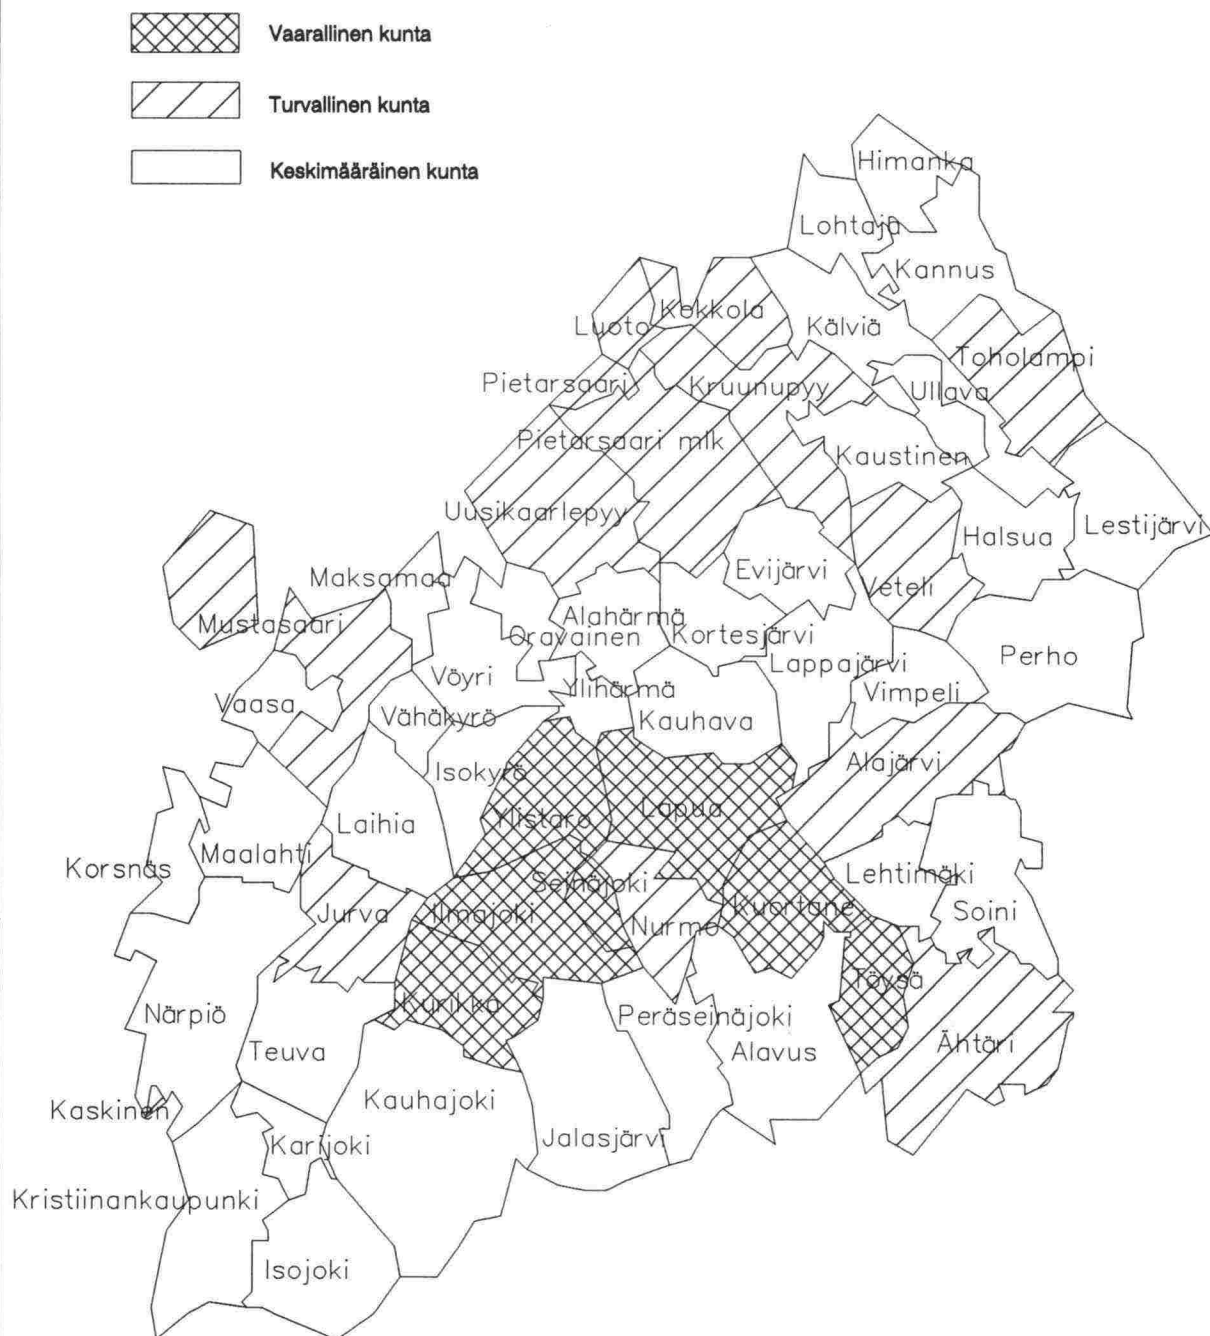 Vaarallinen kunta
Turvallinen kunta
Keskimääräinen kunta
Himanka
Lohtaja
Kannus
Kokkola
Luoto
Kälviä
Toholampi
Pietarsaari
Kruunupyy
Ullava
Pietarsaari mlk
Kaustinen
Uusikaarlepyy
Halsua
Lestijärvi
Maksamaa
Evijärvi
Veteli
Mustasaari
Alahärmä
Oravainen
Kortesjärvi
Perho
Lappajärvi
Vöyri
Ylihärmä
Vimpeli
Vaasa
Vähäkyrö
Kauhava
Isokyrö
Alajärvi
Lapua
Ylistaro
Laihia
Maalahti
Korsnäs
Lehtimäki
Seinäjoki
Kuortane
Soini
Jurva
Ilmajoki
Nurmo
Töysä
Kurikka
Närpiö
Peräseinäjoki
Alavus
Ähtäri
Teuva
Kauhajoki
Kaskinen
Jalasjärvi
Karijoki
Kristiinankaupunki
Isojoki